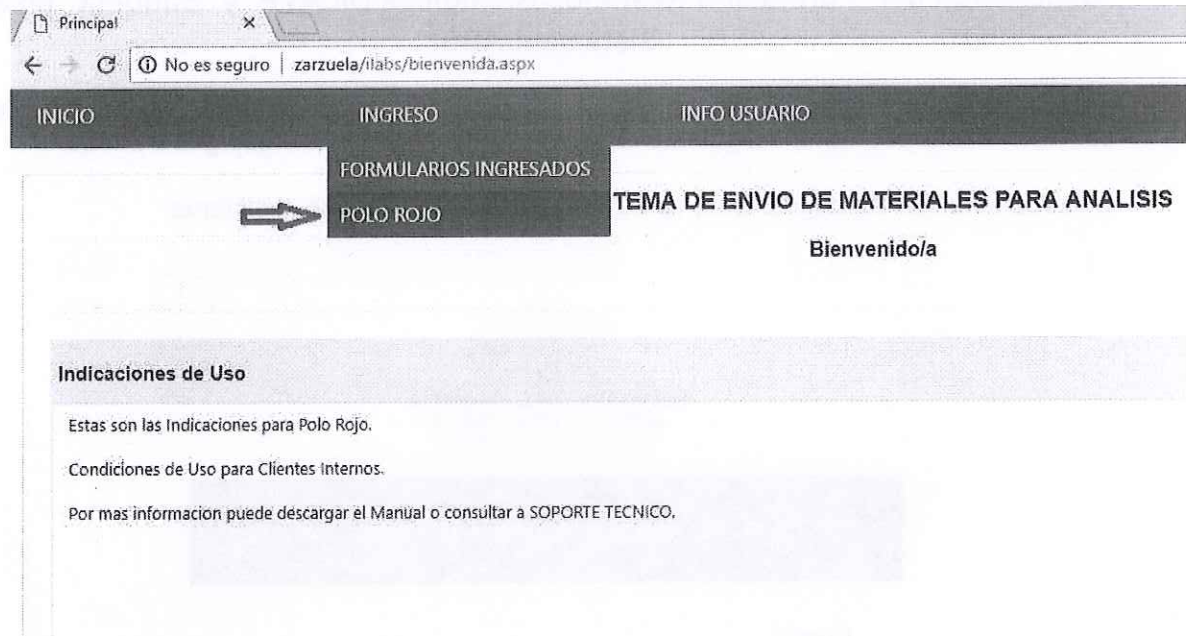 Principal
No es seguro | zarzuela/ilabs/bienvenida.aspx
INICIO INGRESO INFO USUARIO
FORMULARIOS INGRESADOS
POLO ROJO
TEMA DE ENVIO DE MATERIALES PARA ANALISIS
Bienvenido/a
Indicaciones de Uso
Estas son las Indicaciones para Polo Rojo.
Condiciones de Uso para Clientes Internos.
Por mas informacion puede descargar el Manual o consultar a SOPORTE TECNICO.